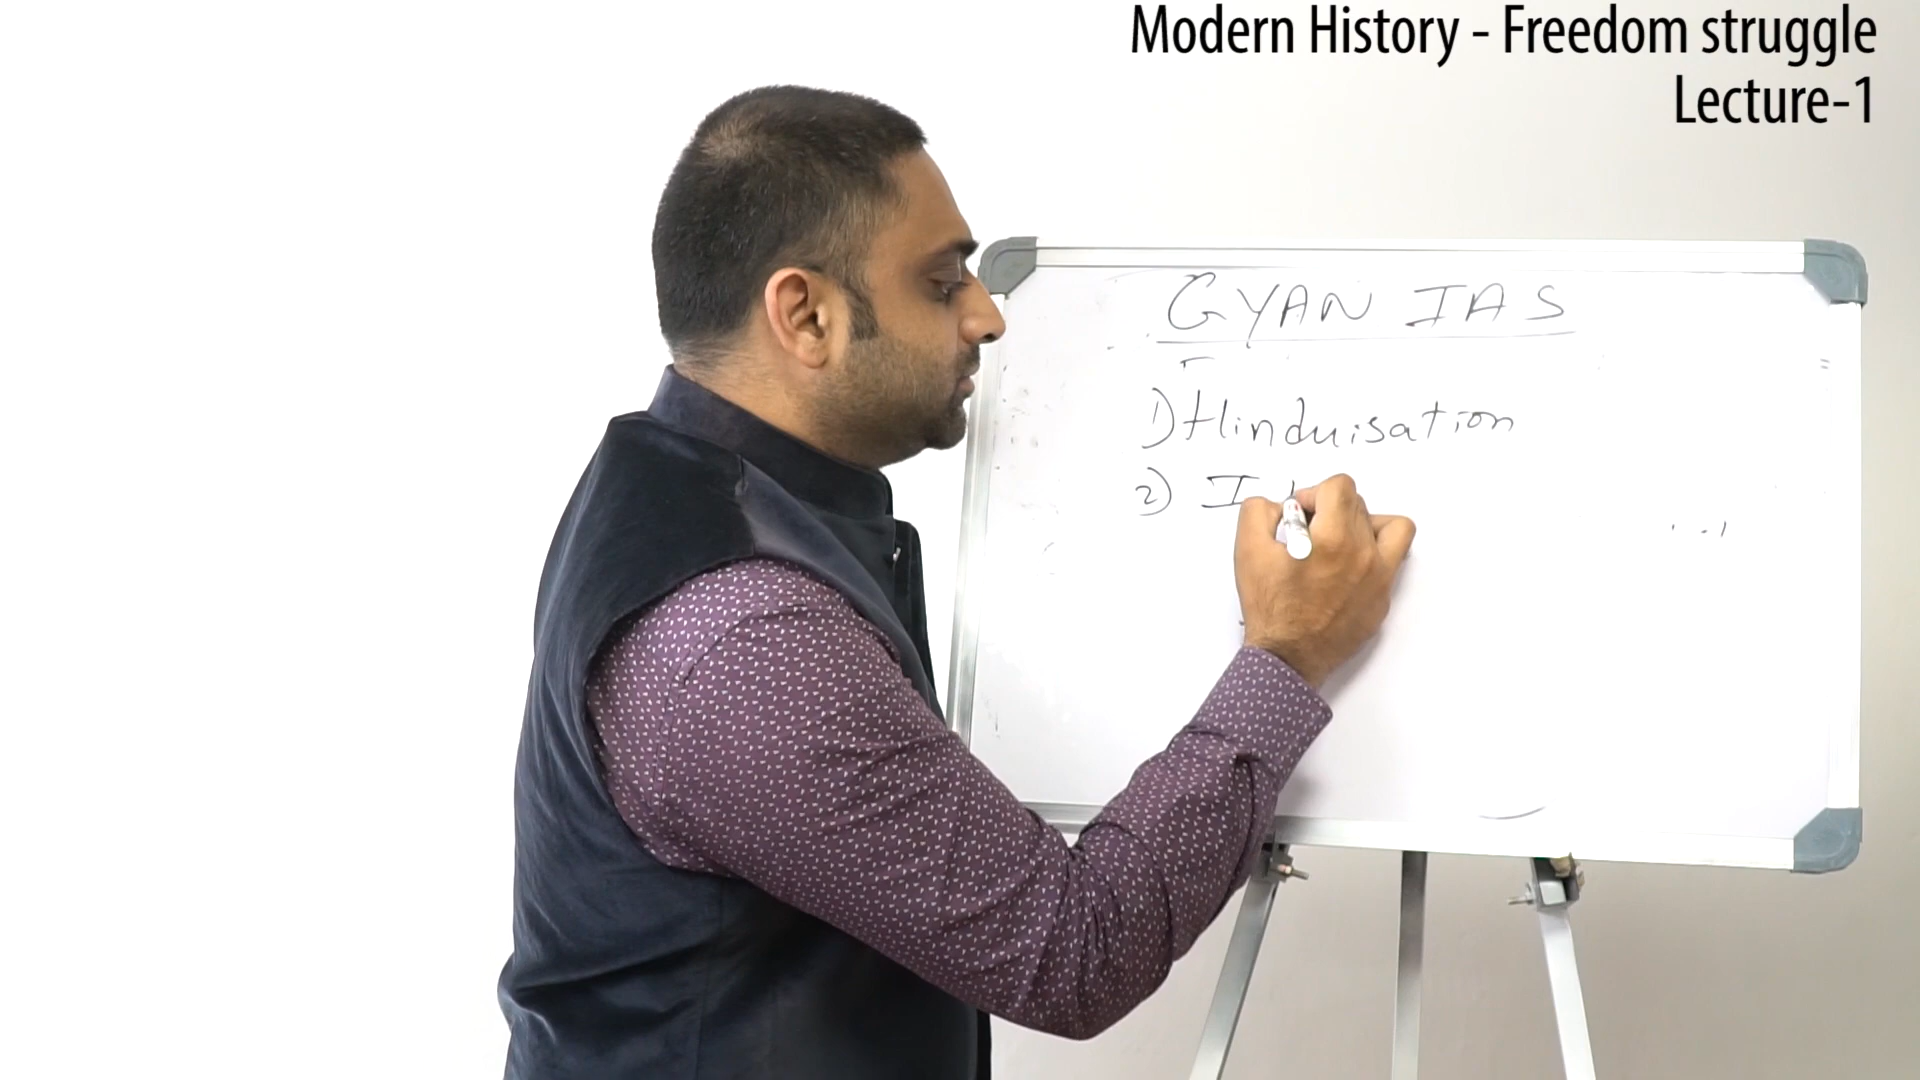 Modern History - Freedom struggle
Lecture-1
GYAN IAS
1) Hinduisation
2) I